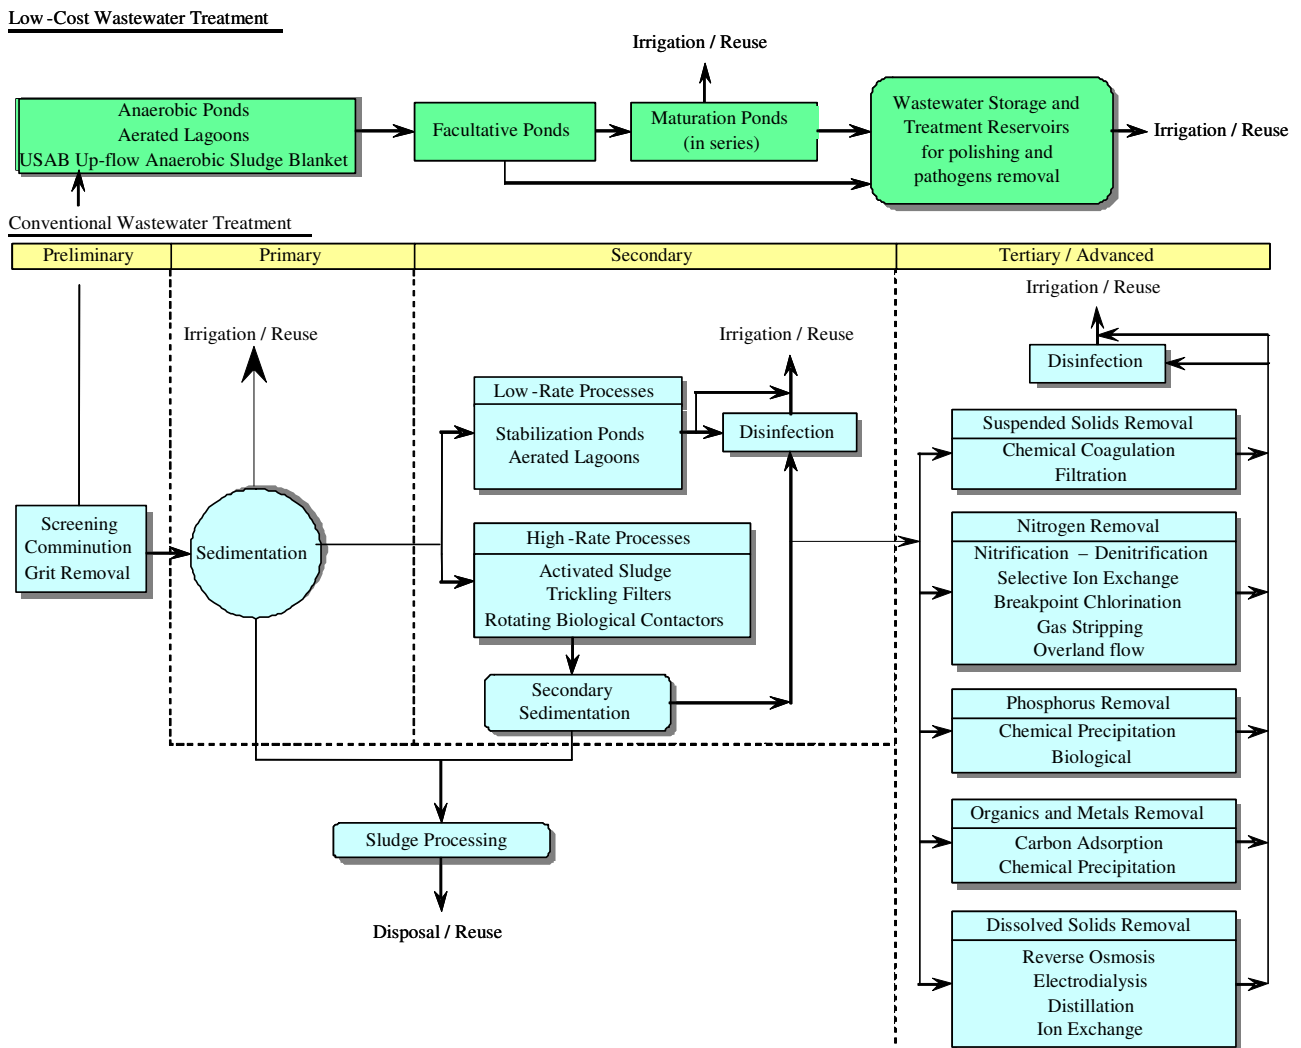 Low-Cost Wastewater Treatment
Irrigation / Reuse
Anaerobic Ponds
Aerated Lagoons
USAB Up-flow Anaerobic Sludge Blanket
Facultative Ponds
Maturation Ponds
(in series)
Wastewater Storage and
Treatment Reservoirs
for polishing and
pathogens removal
Irrigation / Reuse
Conventional Wastewater Treatment
Preliminary
Primary
Secondary
Tertiary / Advanced
Screening
Comminution
Grit Removal
Irrigation / Reuse
Sedimentation
Irrigation / Reuse
Low-Rate Processes
Stabilization Ponds
Aerated Lagoons
Disinfection
High-Rate Processes
Activated Sludge
Trickling Filters
Rotating Biological Contactors
Secondary
Sedimentation
Sludge Processing
Disposal / Reuse
Irrigation / Reuse
Disinfection
Suspended Solids Removal
Chemical Coagulation
Filtration
Nitrogen Removal
Nitrification – Denitrification
Selective Ion Exchange
Breakpoint Chlorination
Gas Stripping
Overland flow
Phosphorus Removal
Chemical Precipitation
Biological
Organics and Metals Removal
Carbon Adsorption
Chemical Precipitation
Dissolved Solids Removal
Reverse Osmosis
Electrodialysis
Distillation
Ion Exchange